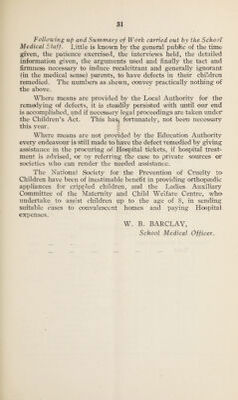 31
Following up and Summary of Work carried out by the School
Medical Staff. Little is known by the general public of the time
given, the patience exercised, the interviews held, the detailed
information given, the arguments used and finally the tact and
firmness necessary to induce recalcitrant and generally ignorant
(in the medical sense) parents, to have defects in their children
remedied. The numbers as shewn, convey practically nothing of
the above.
Where means are provided by the Local Authority for the
remedying of defects, it is steadily persisted with until our end
is accomplished, and if necessary legal proceedings are taken under
the Children's Act. This has, fortunately, not been necessary
this year.
Where means are not provided by the Education Authority
every endeavour is still made to have the defect remedied by giving
assistance in the procuring of Hospital tickets, if hospital treat-
ment is advised, or by referring the case to private sources or
societies who can render the needed assistance.
The National Society for the Prevention of Cruelty to
Children have been of inestimable benefit in providing orthopædic
appliances for crippled children, and the Ladies Auxiliary
Committee of the Maternity and Child Welfare Centre, who
undertake to assist children up to the age of 8, in sending
suitable cases to convalescent homes and paying Hospital
expenses.
W. B. BARCLAY,
School Medical Officer.